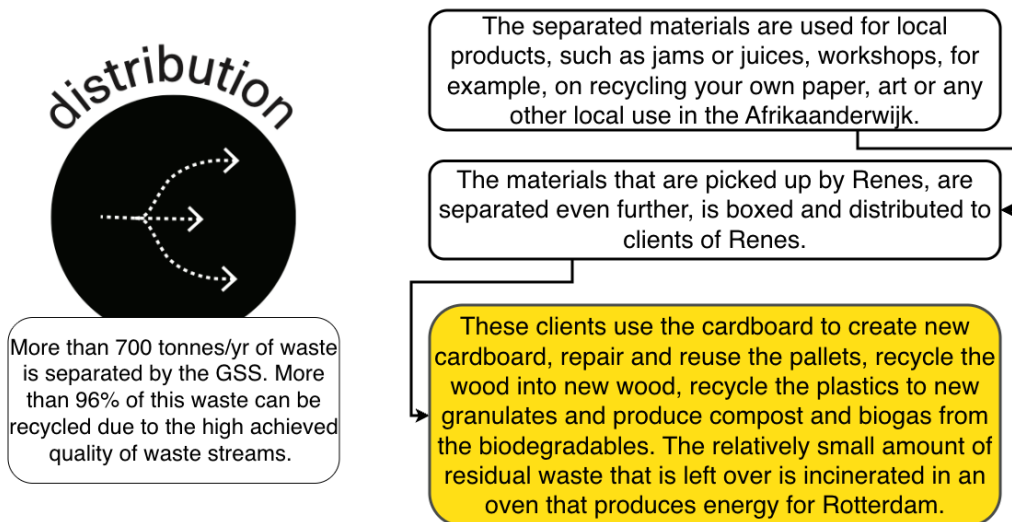 distribution
More than 700 tonnes/yr of waste
is separated by the GSS. More
than 96% of this waste can be
recycled due to the high achieved
quality of waste streams.
The separated materials are used for local
products, such as jams or juices, workshops, for
example, on recycling your own paper, art or any
other local use in the Afrikaanderwijk.
The materials that are picked up by Renes, are
separated even further, is boxed and distributed to
clients of Renes.
These clients use the cardboard to create new
cardboard, repair and reuse the pallets, recycle the
wood into new wood, recycle the plastics to new
granulates and produce compost and biogas from
the biodegradables. The relatively small amount of
residual waste that is left over is incinerated in an
oven that produces energy for Rotterdam.